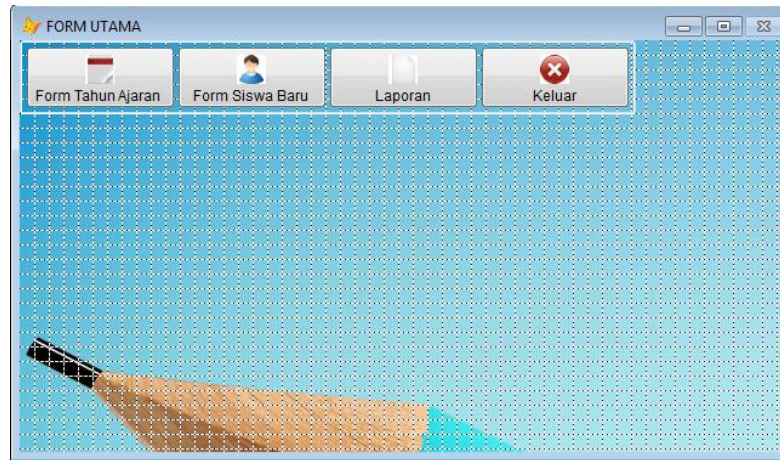 FORM UTAMA
Form Tahun Ajaran
Form Siswa Baru
Laporan
Keluar